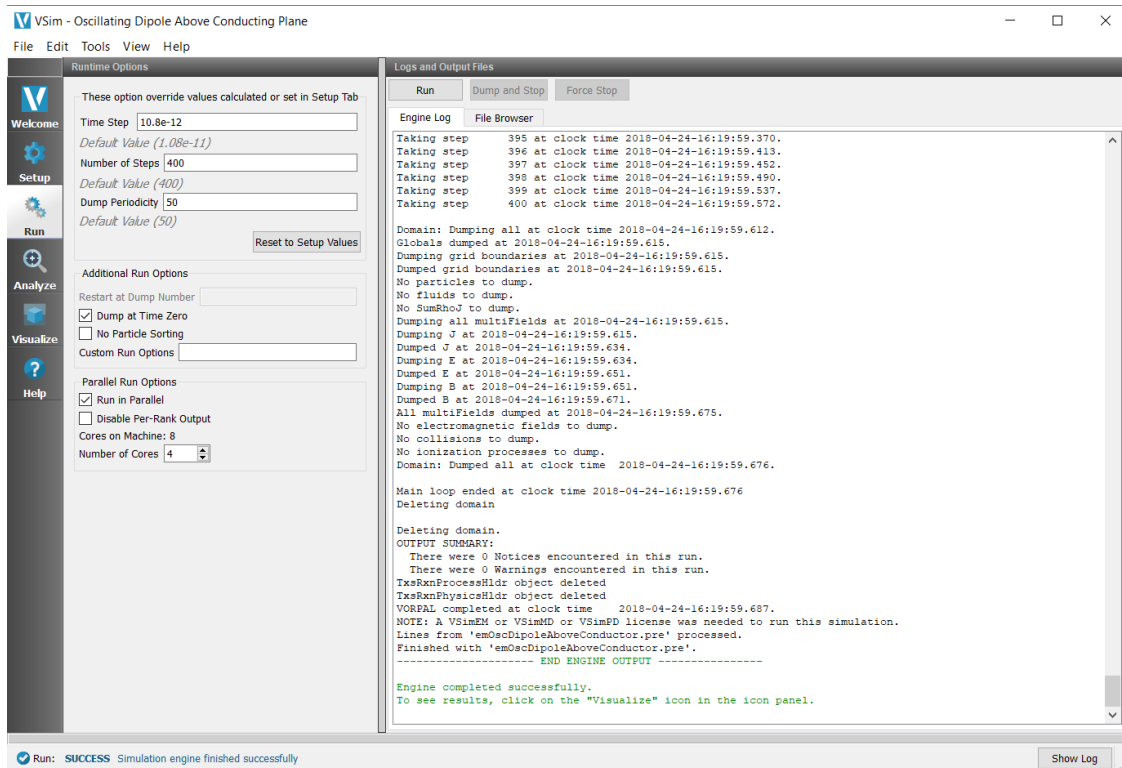 VSim - Oscillating Dipole Above Conducting Plane
File Edit Tools View Help
Runtime Options
Welcome
Setup
Run
Analyze
Visualize
Help
These option override values calculated or set in Setup Tab
Time Step 10.8e-12
Default Value (1.08e-11)
Number of Steps 400
Default Value (400)
Dump Periodicity 50
Default Value (50)
Reset to Setup Values
Additional Run Options
Restart at Dump Number
Dump at Time Zero
No Particle Sorting
Custom Run Options
Parallel Run Options
Run in Parallel
Disable Per-Rank Output
Cores on Machine: 8
Number of Cores 4
Logs and Output Files
Run Dump and Stop Force Stop
Engine Log File Browser
Taking step 395 at clock time 2018-04-24-16:19:59.370.
Taking step 396 at clock time 2018-04-24-16:19:59.413.
Taking step 397 at clock time 2018-04-24-16:19:59.452.
Taking step 398 at clock time 2018-04-24-16:19:59.490.
Taking step 399 at clock time 2018-04-24-16:19:59.537.
Taking step 400 at clock time 2018-04-24-16:19:59.572.
Domain: Dumping all at clock time 2018-04-24-16:19:59.612.
Globals dumped at 2018-04-24-16:19:59.615.
Dumping grid boundaries at 2018-04-24-16:19:59.615.
Dumped grid boundaries at 2018-04-24-16:19:59.615.
No particles to dump.
No fluids to dump.
No SumRhoJ to dump.
Dumping all multiFields at 2018-04-24-16:19:59.615.
Dumping J at 2018-04-24-16:19:59.615.
Dumped J at 2018-04-24-16:19:59.634.
Dumping E at 2018-04-24-16:19:59.634.
Dumped E at 2018-04-24-16:19:59.651.
Dumping B at 2018-04-24-16:19:59.651.
Dumped B at 2018-04-24-16:19:59.671.
All multiFields dumped at 2018-04-24-16:19:59.675.
No electromagnetic fields to dump.
No collisions to dump.
No ionization processes to dump.
Domain: Dumped all at clock time 2018-04-24-16:19:59.676.
Main loop ended at clock time 2018-04-24-16:19:59.676
Deleting domain
Deleting domain.
OUTPUT SUMMARY:
There were 0 Notices encountered in this run.
There were 0 Warnings encountered in this run.
TxsRxnProcessHldr object deleted
TxsRxnPhysicsHldr object deleted
VORPAL completed at clock time 2018-04-24-16:19:59.687.
NOTE: A VSimEM or VSimMD or VSimPD license was needed to run this simulation.
Lines from 'emOscDipoleAboveConductor.pre' processed.
Finished with 'emOscDipoleAboveConductor.pre'.
--------------------- END ENGINE OUTPUT ----------------
Engine completed successfully.
To see results, click on the "Visualize" icon in the icon panel.
Run: SUCCESS Simulation engine finished successfully
Show Log